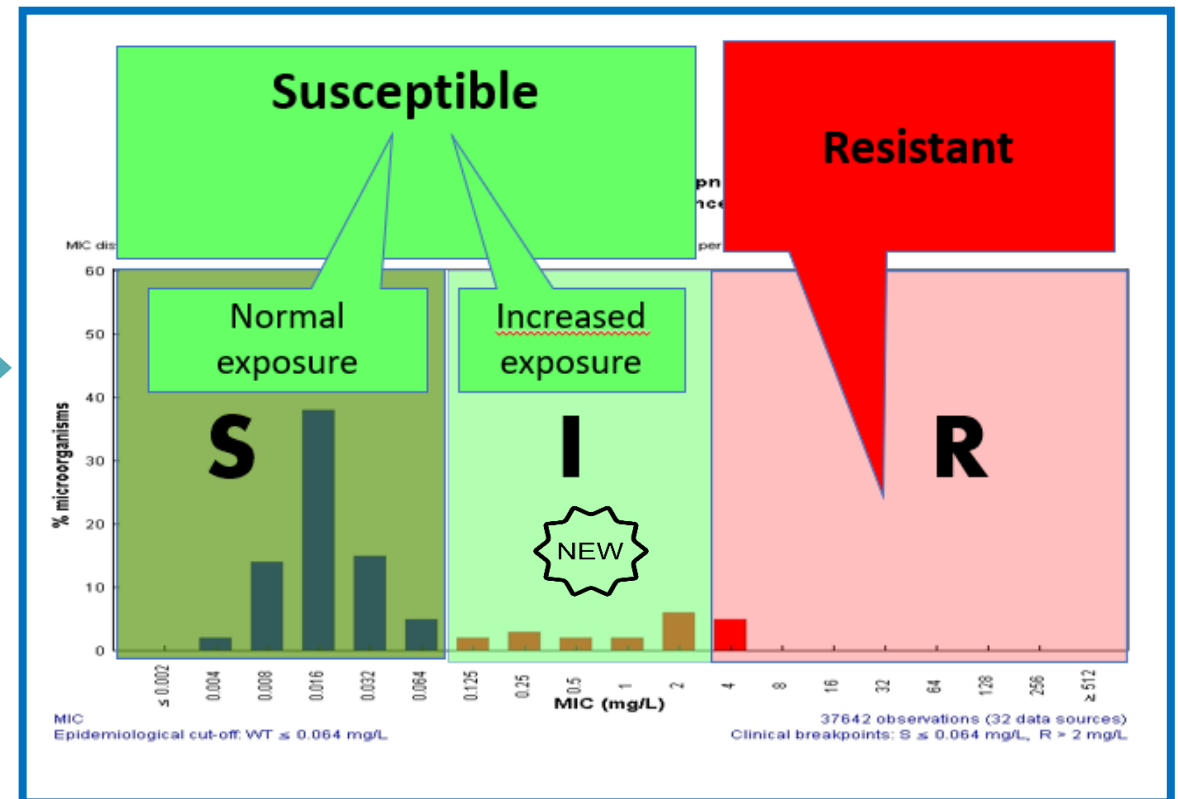 Susceptible
Resistant
MIC
Normal
exposure
Increased
exposure
60
50
40
30
20
10
0
% microorganisms
S
I
R
NEW
≤ 0.002
0.004
0.008
0.016
0.032
0.064
0.125
0.25
0.5
1
2
4
8
16
32
64
128
256
≥ 512
MIC (mg/L)
MIC
Epidemiological cut-off: WT ≤ 0.064 mg/L
37642 observations (32 data sources)
Clinical breakpoints: S ≤ 0.064 mg/L, R > 2 mg/L